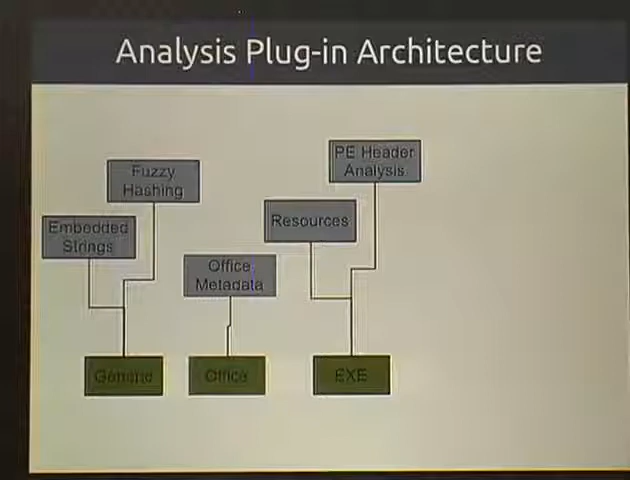 Analysis Plug-in Architecture
PE Header
Analysis
Fuzzy
Hashing
Resources
Embedded
Strings
Office
Metadata
Generic
Office
EXE